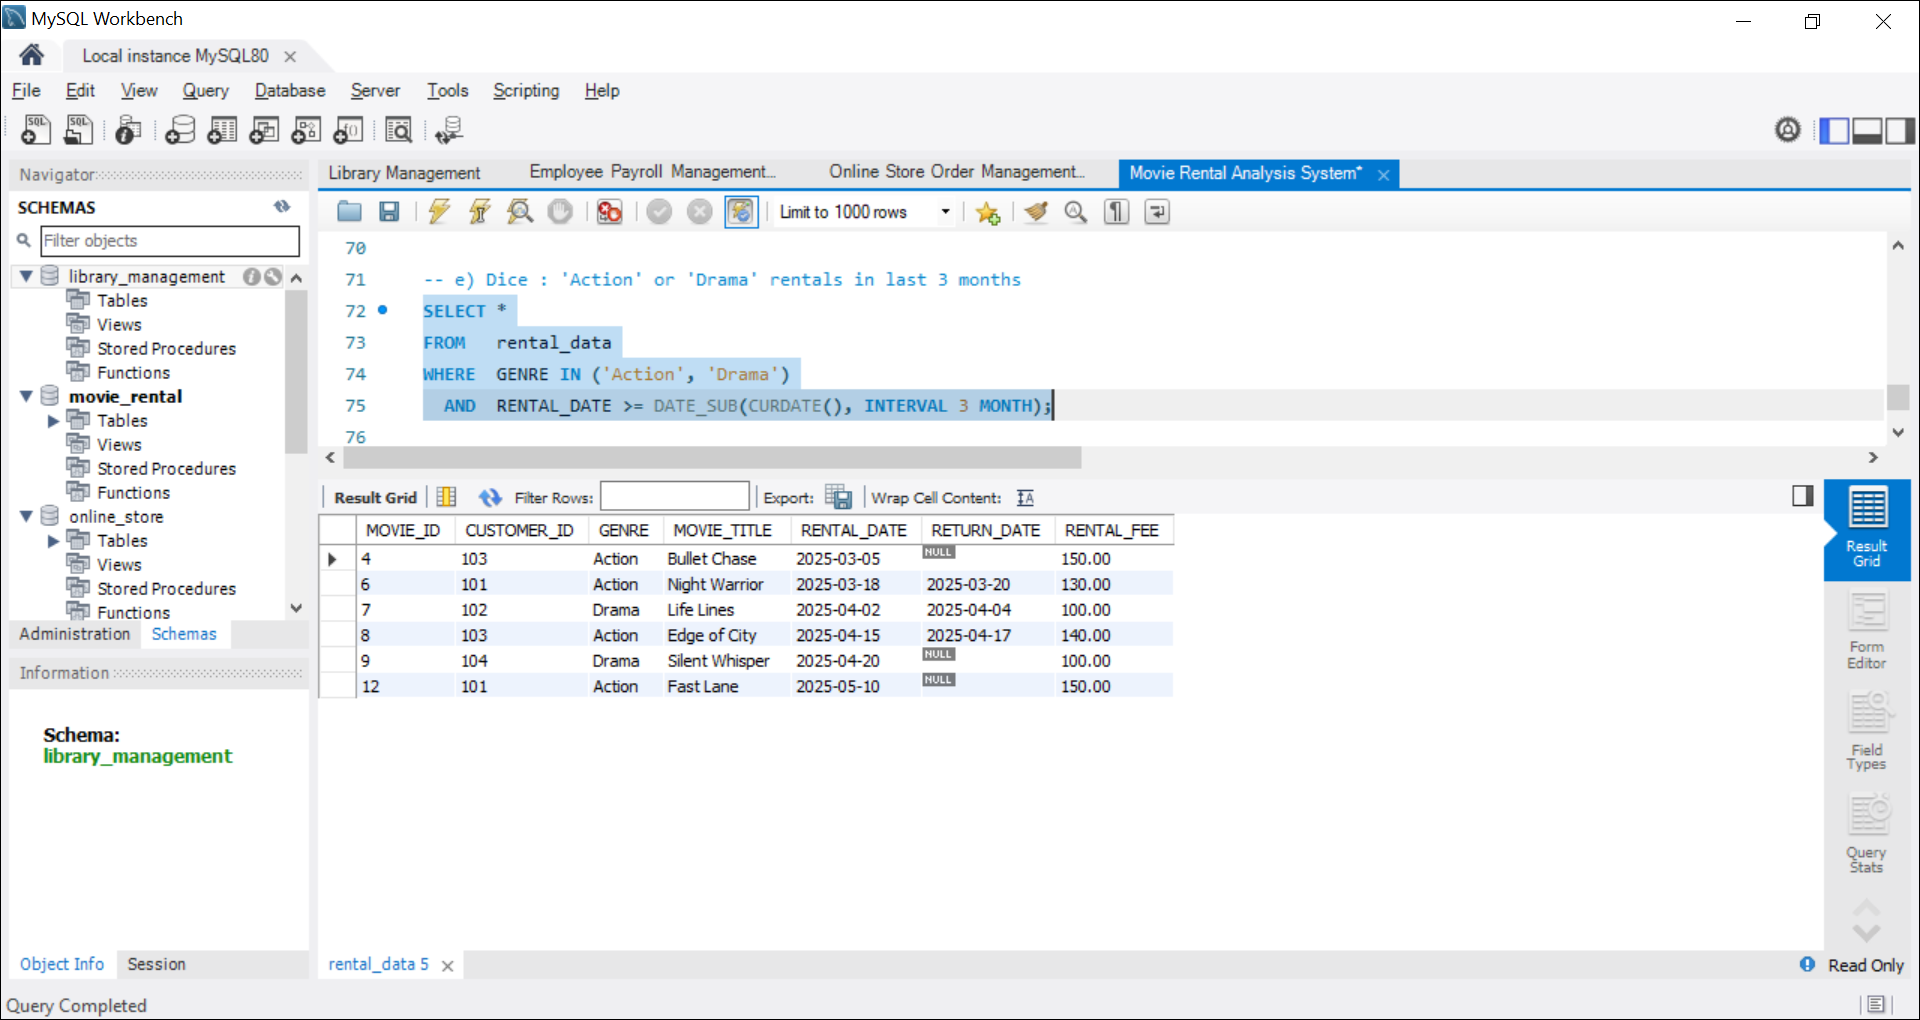 MySQL Workbench
Local instance MySQL80
File Edit View Query Database Server Tools Scripting Help
Navigator
SCHEMAS
Filter objects
library_management
Tables
Views
Stored Procedures
Functions
movie_rental
Tables
Views
Stored Procedures
Functions
online_store
Tables
Views
Stored Procedures
Functions
Administration Schemas
Information
Schema:
library_management
Object Info Session
Library Management Employee Payroll Management... Online Store Order Management... Movie Rental Analysis System*
Limit to 1000 rows
70
71 -- e) Dice : 'Action' or 'Drama' rentals in last 3 months
72 SELECT *
73 FROM rental_data
74 WHERE GENRE IN ('Action', 'Drama')
75 AND RENTAL_DATE >= DATE_SUB(CURDATE(), INTERVAL 3 MONTH);
76
Result Grid Filter Rows: Export: Wrap Cell Content:
MOVIE_ID CUSTOMER_ID GENRE MOVIE_TITLE RENTAL_DATE RETURN_DATE RENTAL_FEE
4 103 Action Bullet Chase 2025-03-05 NULL 150.00
6 101 Action Night Warrior 2025-03-18 2025-03-20 130.00
7 102 Drama Life Lines 2025-04-02 2025-04-04 100.00
8 103 Action Edge of City 2025-04-15 2025-04-17 140.00
9 104 Drama Silent Whisper 2025-04-20 NULL 100.00
12 101 Action Fast Lane 2025-05-10 NULL 150.00
Result
Grid
Form
Editor
Field
Types
Query
Stats
rental_data 5
Read Only
Query Completed